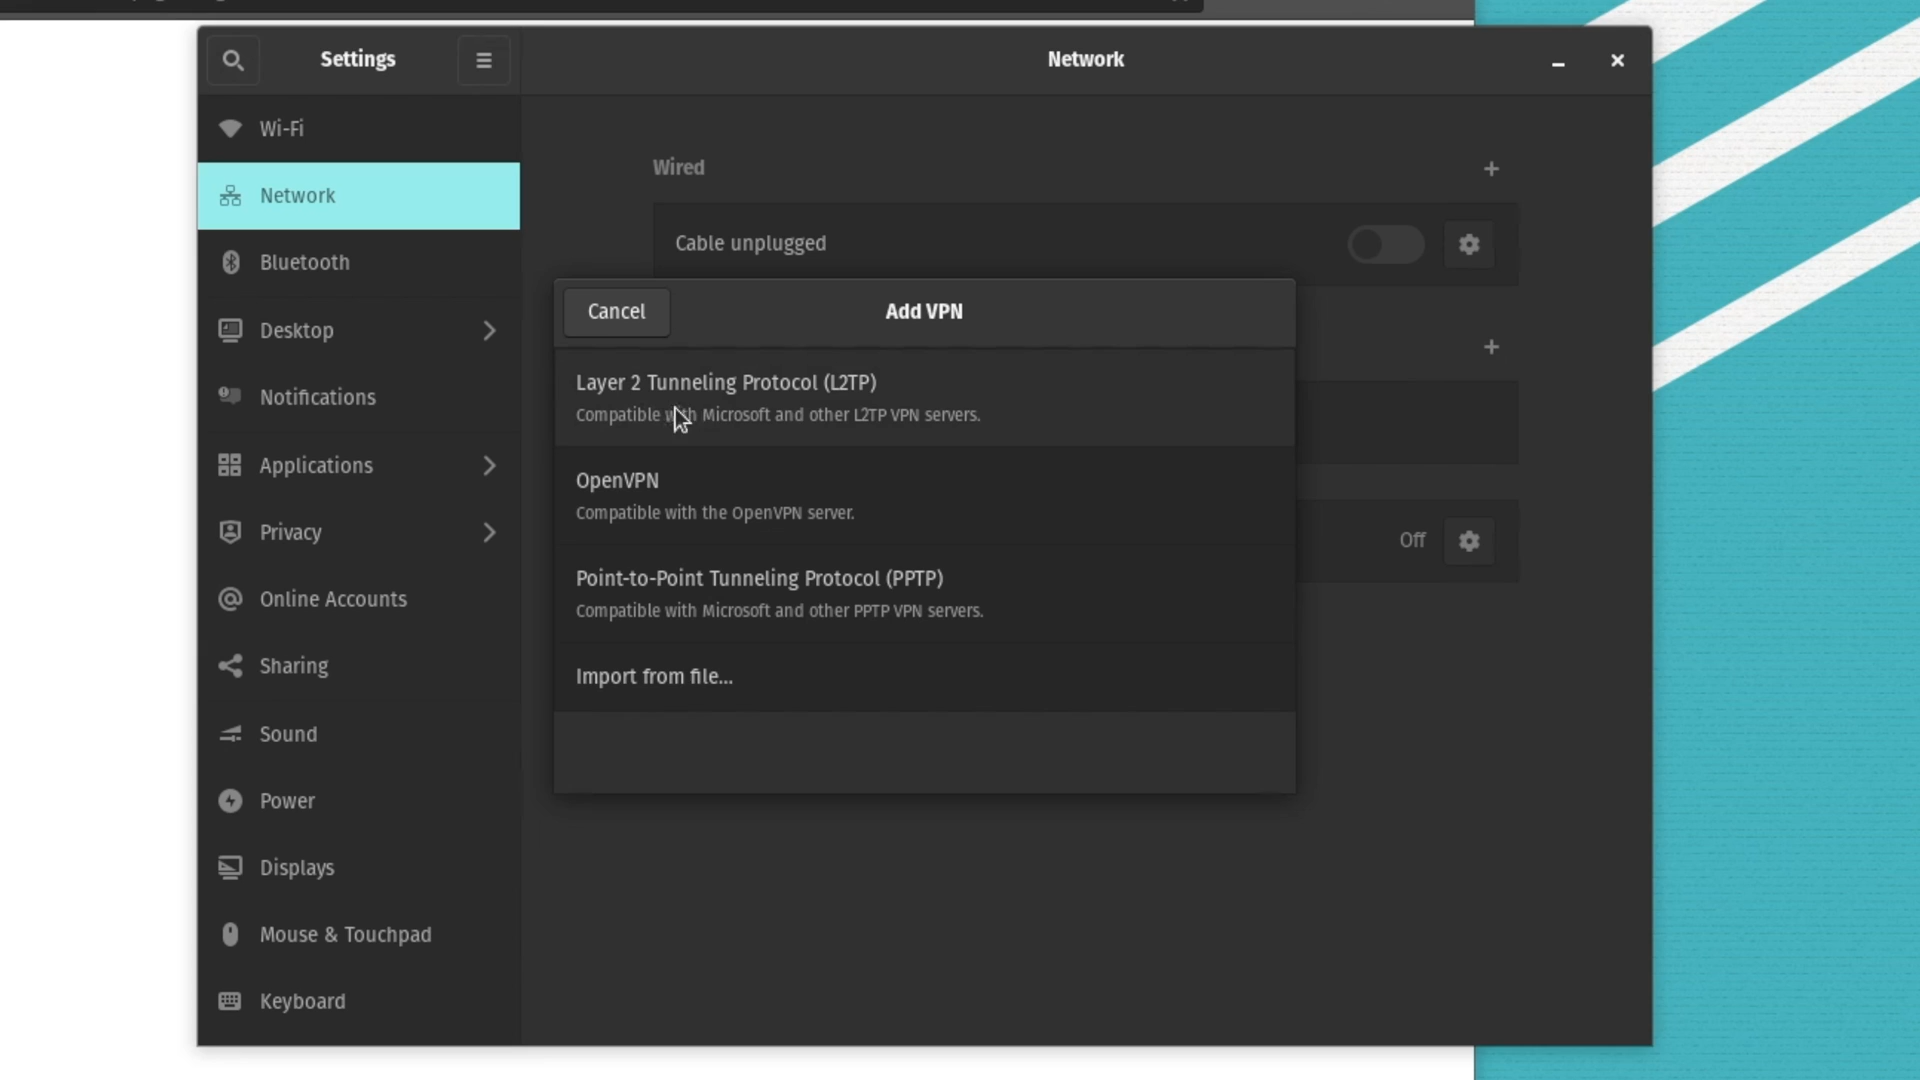 Settings
Network
Wi-Fi
Network
Bluetooth
Desktop
Notifications
Applications
Privacy
Online Accounts
Sharing
Sound
Power
Displays
Mouse & Touchpad
Keyboard
Wired
Cable unplugged
Cancel
Add VPN
Layer 2 Tunneling Protocol (L2TP)
Compatible with Microsoft and other L2TP VPN servers.
OpenVPN
Compatible with the OpenVPN server.
Point-to-Point Tunneling Protocol (PPTP)
Compatible with Microsoft and other PPTP VPN servers.
Import from file...
Off